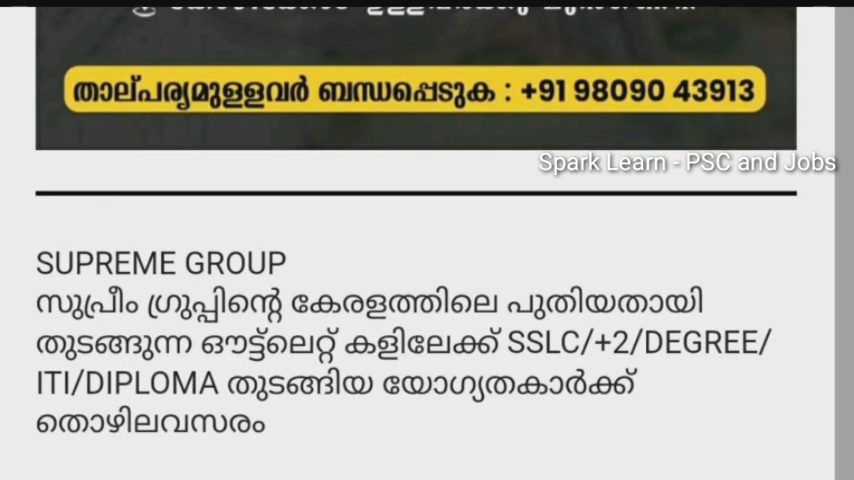 താല്പര്യമുളളവർ ബന്ധപ്പെടുക : +91 98090 43913
Spark Learn - PSC and Jobs
SUPREME GROUP
സുപ്രീം ഗ്രുപ്പിന്റെ കേരളത്തിലെ പുതിയതായി
തുടങ്ങുന്ന ഔട്ട്ലെറ്റ് കളിലേക്ക് SSLC/+2/DEGREE/
ITI/DIPLOMA തുടങ്ങിയ യോഗ്യതകാർക്ക്
തൊഴിലവസരം